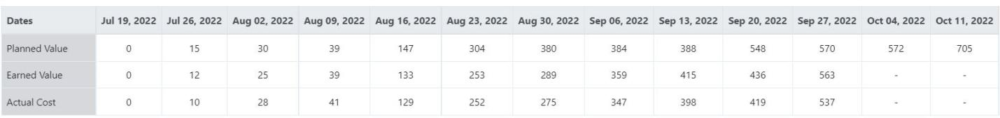 Dates Jul 19, 2022 Jul 26, 2022 Aug 02, 2022 Aug 09, 2022 Aug 16, 2022 Aug 23, 2022 Aug 30, 2022 Sep 06, 2022 Sep 13, 2022 Sep 20, 2022 Sep 27, 2022 Oct 04, 2022 Oct 11, 2022
Planned Value 0 15 30 39 147 304 380 384 388 548 570 572 705
Earned Value 0 12 25 39 133 253 289 359 415 436 563 - -
Actual Cost 0 10 28 41 129 252 275 347 398 419 537 - -